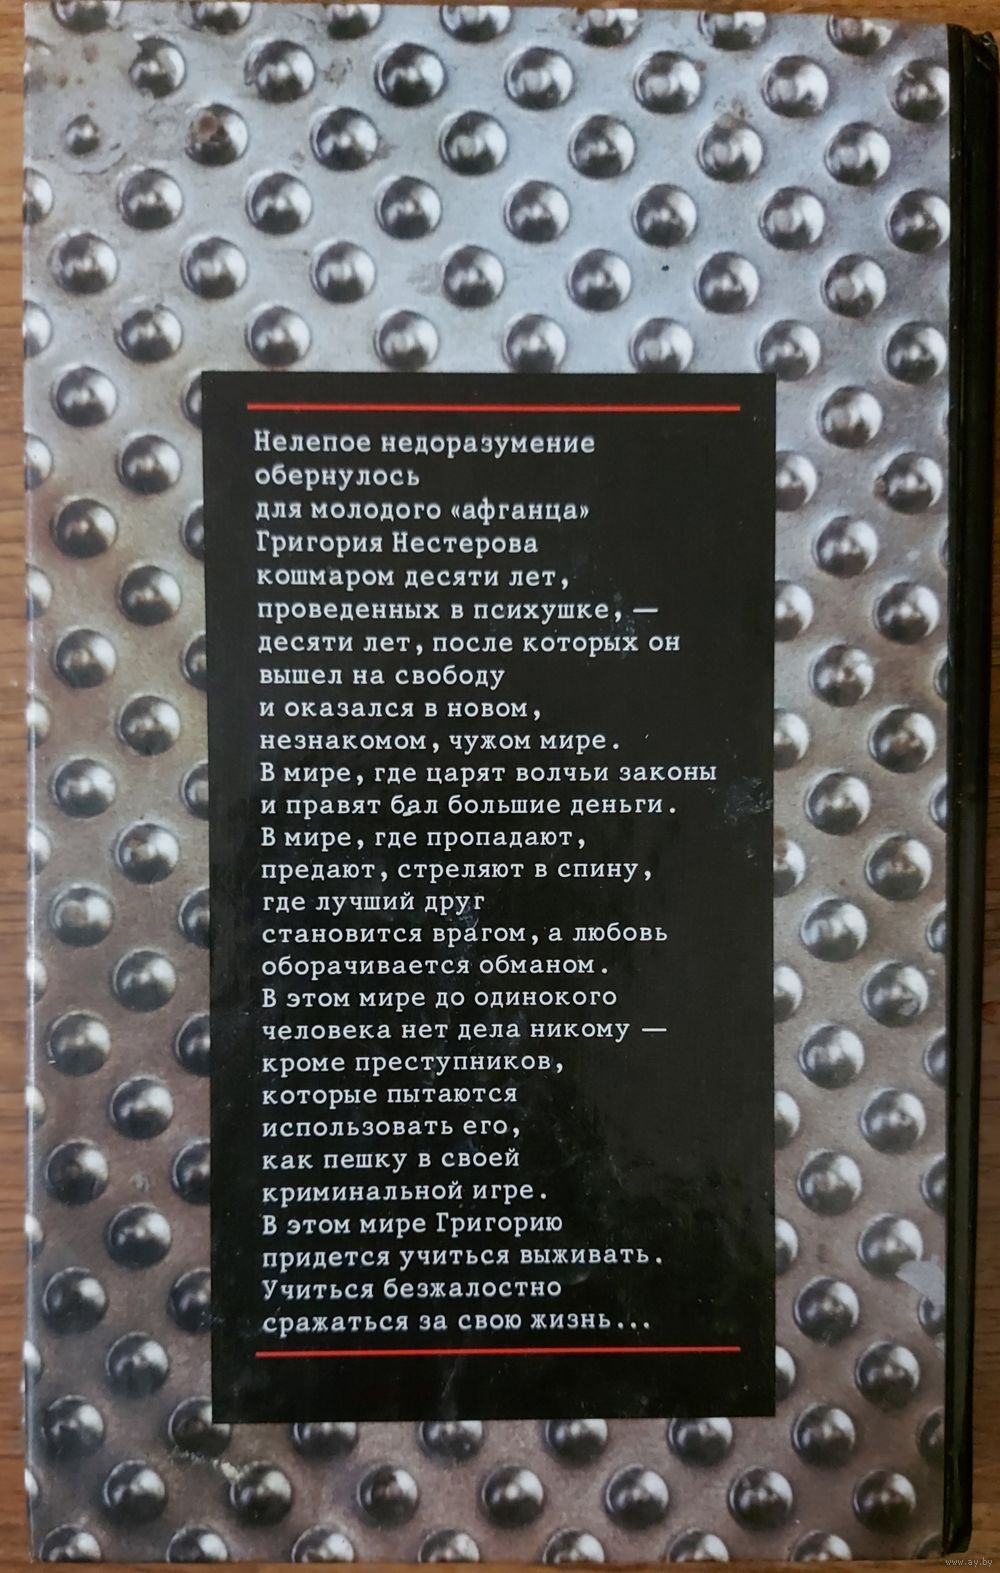 Нелепое недоразумение
обернулось
для молодого «афганца»
Григория Нестерова
кошмаром десяти лет,
проведенных в психушке, —
десяти лет, после которых он
вышел на свободу
и оказался в новом,
незнакомом, чужом мире.
В мире, где царят волчьи законы
и правят бал большие деньги.
В мире, где пропадают,
предают, стреляют в спину,
где лучший друг
становится врагом, а любовь
оборачивается обманом.
В этом мире до одинокого
человека нет дела никому —
кроме преступников,
которые пытаются
использовать его,
как пешку в своей
криминальной игре.
В этом мире Григорию
придется учиться выживать.
Учиться безжалостно
сражаться за свою жизнь...
www.ay.by